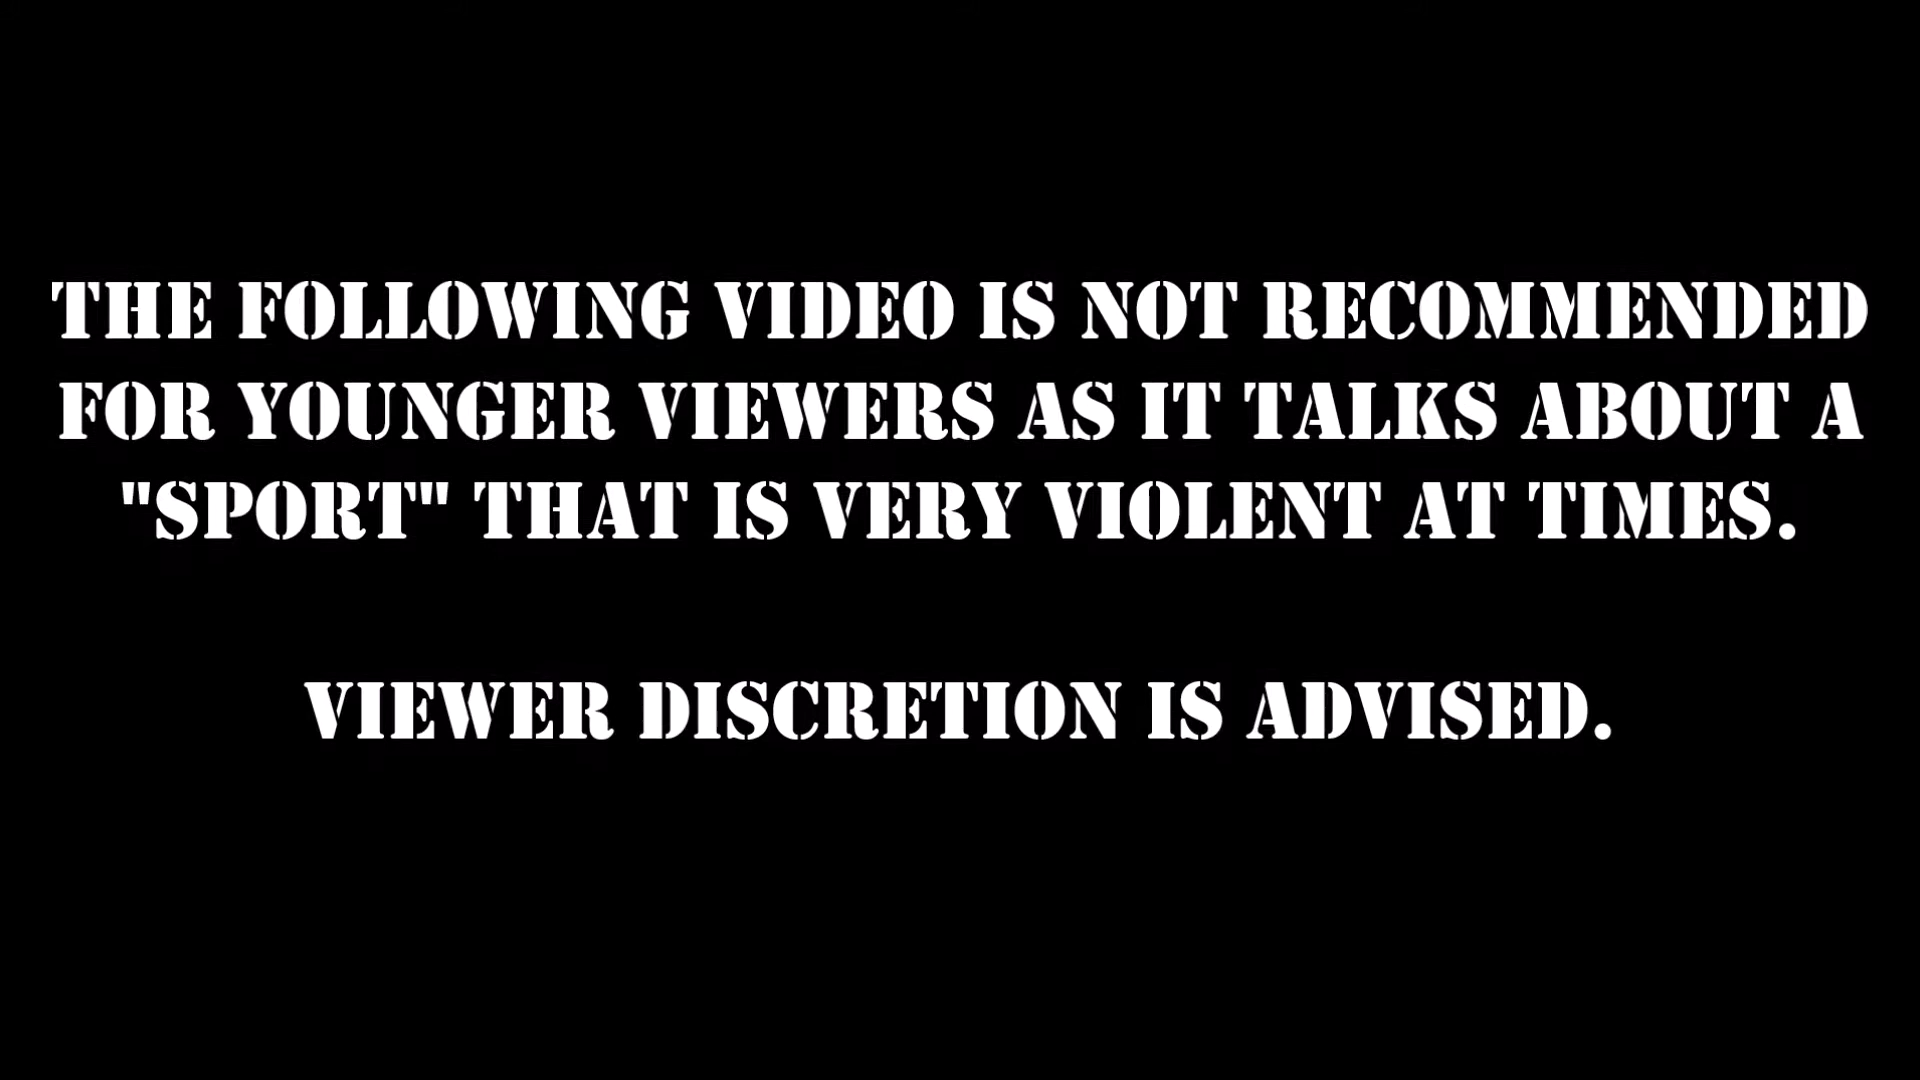 THE FOLLOWING VIDEO IS NOT RECOMMENDED
FOR YOUNGER VIEWERS AS IT TALKS ABOUT A
"SPORT" THAT IS VERY VIOLENT AT TIMES.
VIEWER DISCRETION IS ADVISED.